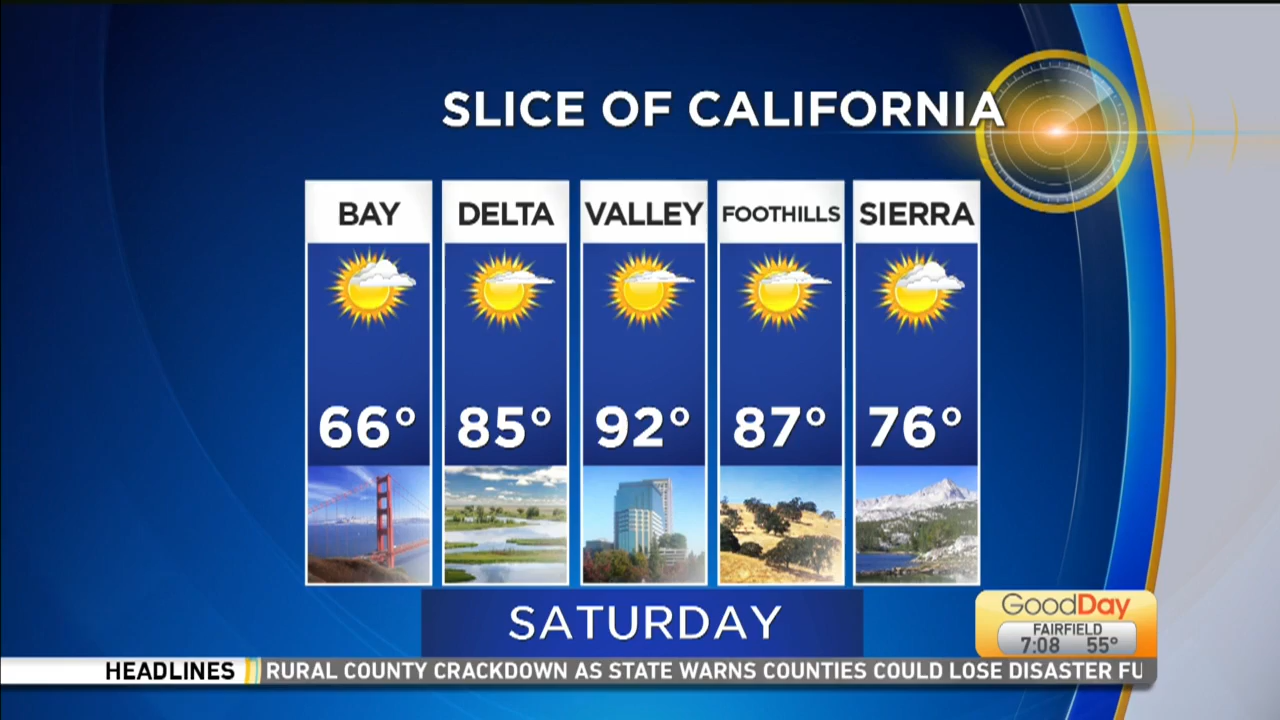 SLICE OF CALIFORNIA
BAY DELTA VALLEY FOOTHILLS SIERRA
66° 85° 92° 87° 76°
SATURDAY
GoodDay
FAIRFIELD
7:08 55°
HEADLINES RURAL COUNTY CRACKDOWN AS STATE WARNS COUNTIES COULD LOSE DISASTER FU